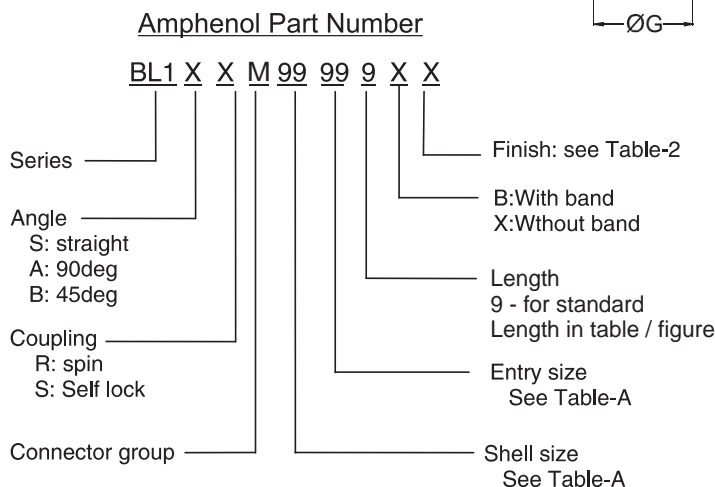 ØG
Amphenol Part Number
BL1 X X M 99 99 9 X X
Series
Angle
S: straight
A: 90deg
B: 45deg
Coupling
R: spin
S: Self lock
Connector group
Finish: see Table-2
B:With band
X:Wthout band
Length
9 - for standard
Length in table / figure
Entry size
See Table-A
Shell size
See Table-A